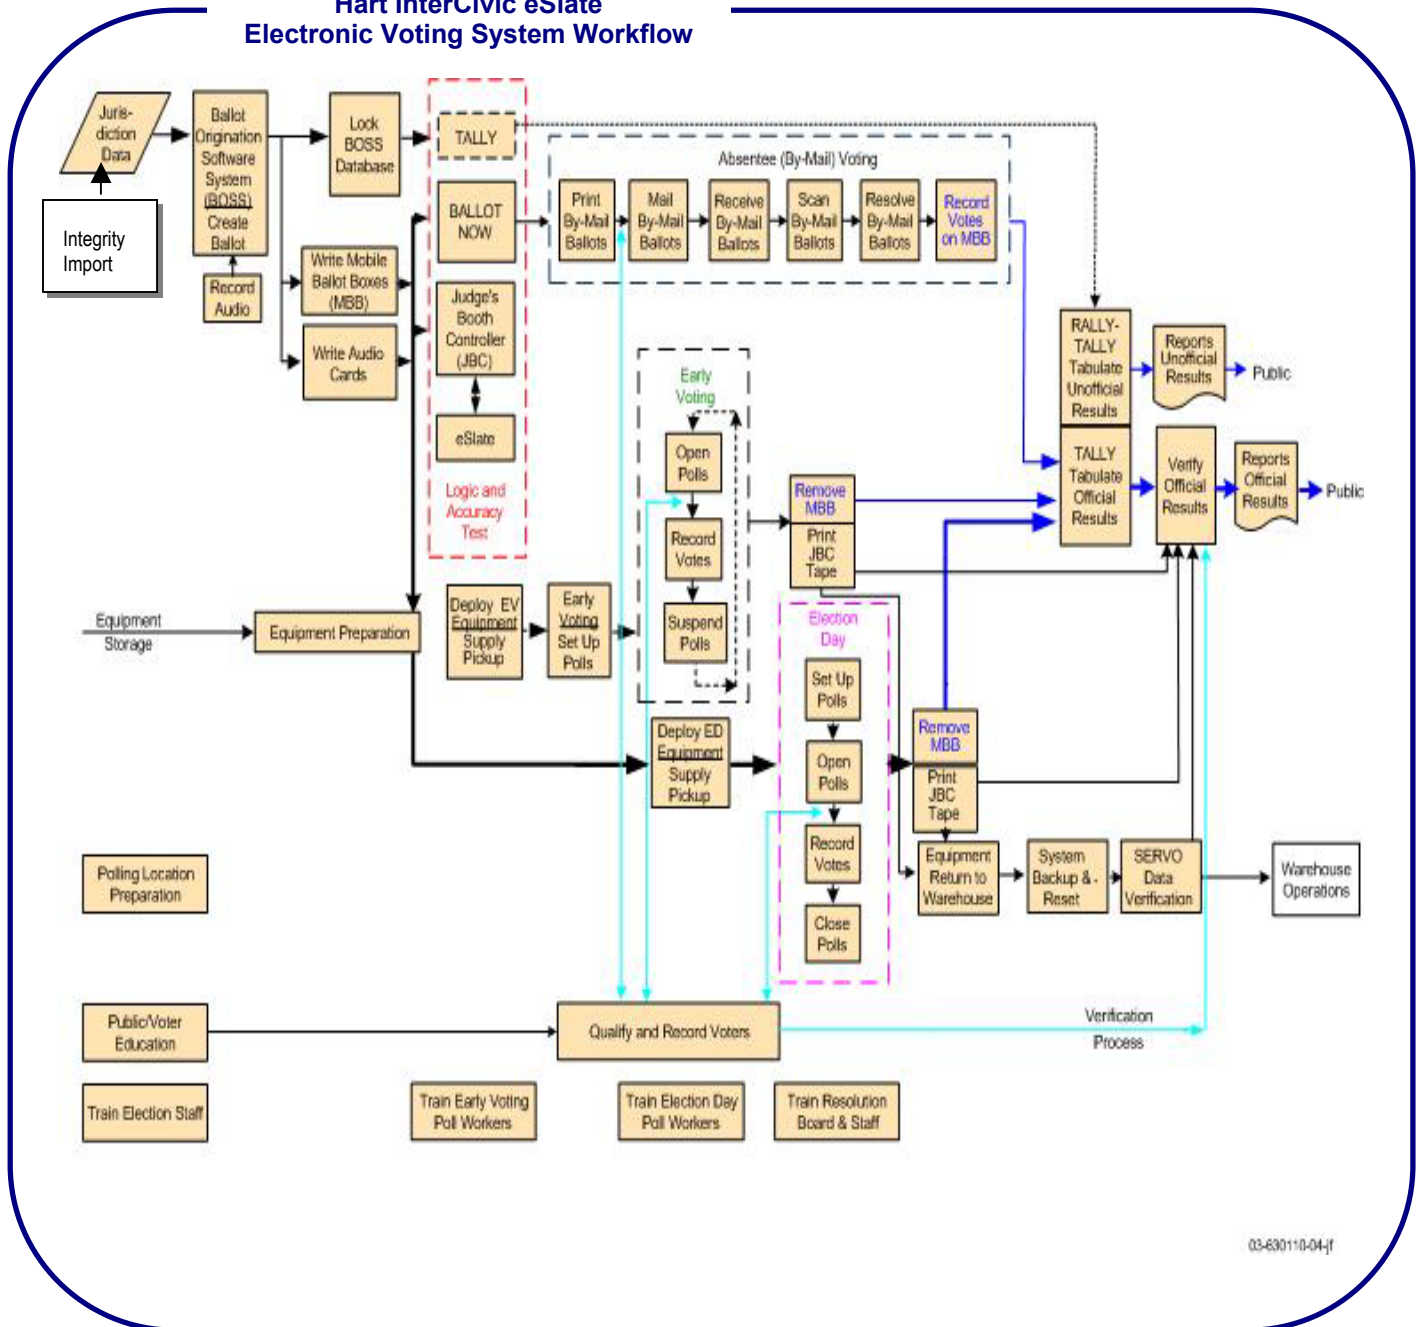 Hart InterCivic eSlate
Electronic Voting System Workflow
Juris-
diction
Data
Integrity
Import
Ballot
Origination
Software
System
(BOSS)
Create
Ballot
Record
Audio
Lock
BOSS
Database
Write Mobile
Ballot Boxes
(MBB)
Write Audio
Cards
TALLY
BALLOT
NOW
Judge's
Booth
Controller
(JBC)
eSlate
Logic and
Accuracy
Test
Absentee (By-Mail) Voting
Print
By-Mail
Ballots
Mail
By-Mail
Ballots
Receive
By-Mail
Ballots
Scan
By-Mail
Ballots
Resolve
By-Mail
Ballots
Record
Votes
on MBB
RALLY-
TALLY
Tabulate
Unofficial
Results
Reports
Unofficial
Results
Public
TALLY
Tabulate
Official
Results
Verify
Official
Results
Reports
Official
Results
Public
Early
Voting
Open
Polls
Record
Votes
Suspend
Polls
Remove
MBB
Print
JBC
Tape
Equipment
Storage
Equipment Preparation
Deploy EV
Equipment
Supply
Pickup
Early
Voting
Set Up
Polls
Election
Day
Set Up
Polls
Open
Polls
Record
Votes
Close
Polls
Deploy ED
Equipment
Supply
Pickup
Remove
MBB
Print
JBC
Tape
Equipment
Return to
Warehouse
System
Backup & -
Reset
SERVO
Data
Verification
Warehouse
Operations
Polling Location
Preparation
Public/Voter
Education
Qualify and Record Voters
Verification
Process
Train Election Staff
Train Early Voting
Poll Workers
Train Election Day
Poll Workers
Train Resolution
Board & Staff
03-630110-04-jf